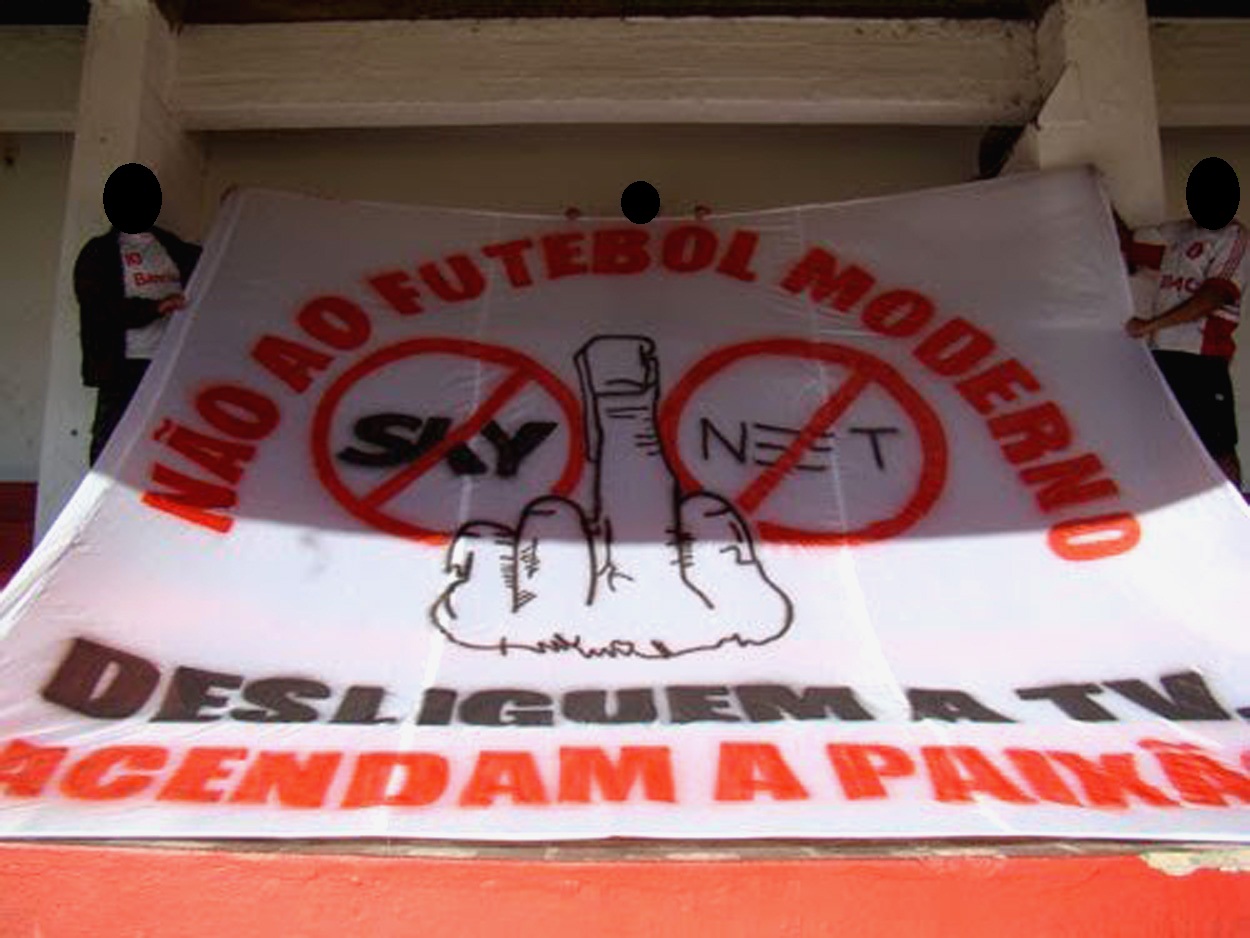 NÃO AO FUTEBOL MODERNO
SKY
NET
DESLIGUEM A TV.
ACENDAM A PAIXÃO